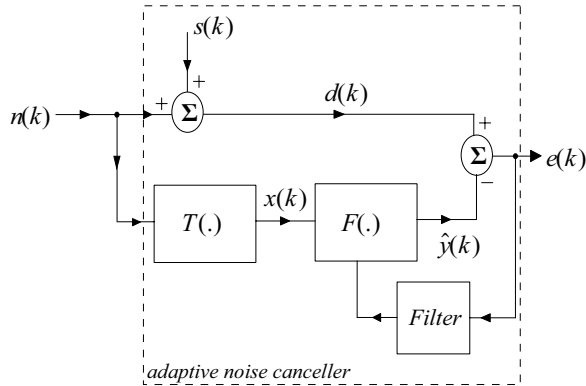 s(k)
+
n(k)
+
Σ
d(k)
+
Σ
e(k)
−
T(.)
x(k)
F(.)
ŷ(k)
Filter
adaptive noise canceller